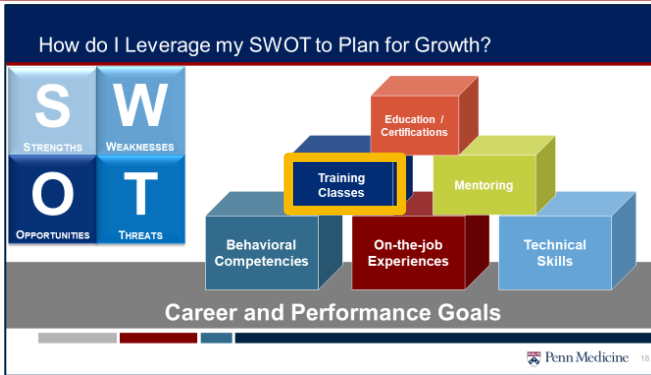 How do I Leverage my SWOT to Plan for Growth?
S
STRENGTHS
W
WEAKNESSES
O
OPPORTUNITIES
T
THREATS
Education /
Certifications
Training
Classes
Mentoring
Behavioral
Competencies
On-the-job
Experiences
Technical
Skills
Career and Performance Goals
Penn Medicine
18